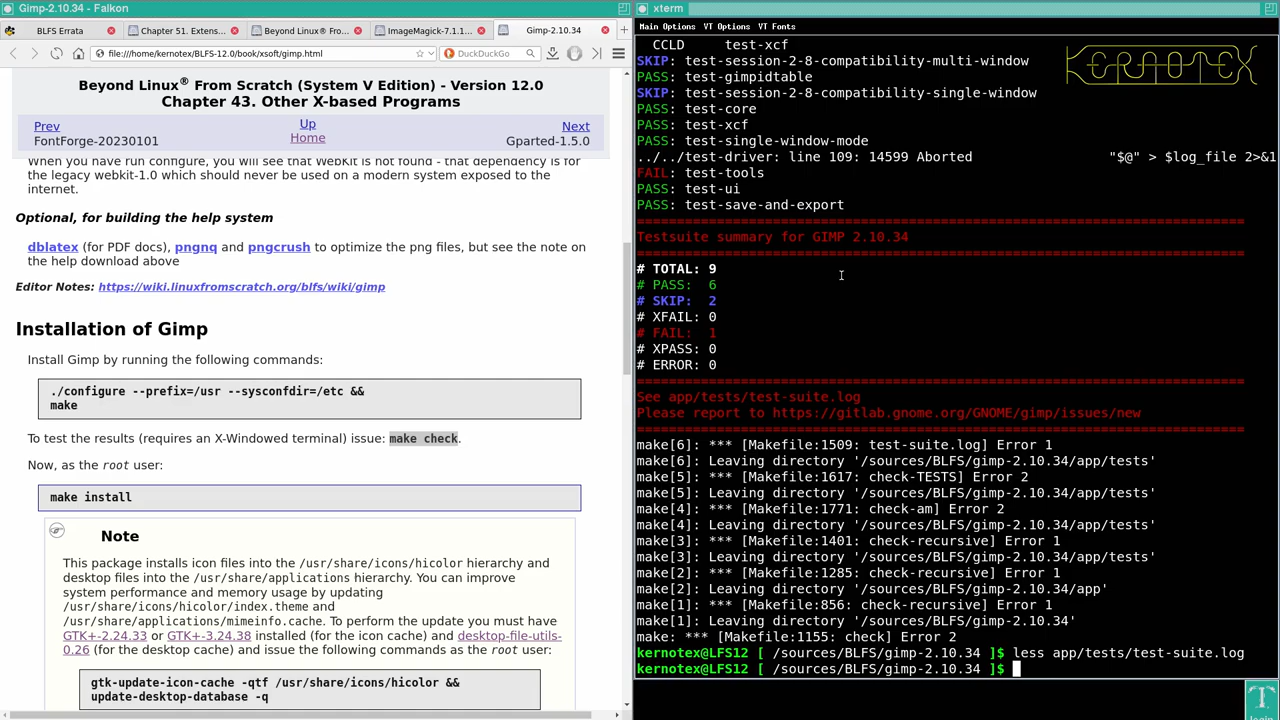 Gimp-2.10.34 - Falkon
BLFS Errata
Chapter 51. Extens...
Beyond Linux® Fro...
ImageMagick-7.1.1...
Gimp-2.10.34
file:///home/kernotex/BLFS-12.0/book/xsoft/gimp.html
DuckDuckGo
Beyond Linux® From Scratch (System V Edition) - Version 12.0
Chapter 43. Other X-based Programs
Prev
Up
Next
FontForge-20230101
Home
Gparted-1.5.0
When you have run configure, you will see that WebKit is not found - that dependency is for
the legacy webkit-1.0 which should never be used on a modern system exposed to the
internet.
Optional, for building the help system
dblatex (for PDF docs), pngnq and pngcrush to optimize the png files, but see the note on
the help download above
Editor Notes: https://wiki.linuxfromscratch.org/blfs/wiki/gimp
Installation of Gimp
Install Gimp by running the following commands:
./configure --prefix=/usr --sysconfdir=/etc &&
make
To test the results (requires an X-Windowed terminal) issue: make check.
Now, as the root user:
make install
Note
This package installs icon files into the /usr/share/icons/hicolor hierarchy and
desktop files into the /usr/share/applications hierarchy. You can improve
system performance and memory usage by updating
/usr/share/icons/hicolor/index.theme and
/usr/share/applications/mimeinfo.cache. To perform the update you must have
GTK+-2.24.33 or GTK+-3.24.38 installed (for the icon cache) and desktop-file-utils-
0.26 (for the desktop cache) and issue the following commands as the root user:
gtk-update-icon-cache -qtf /usr/share/icons/hicolor &&
update-desktop-database -q
xterm
Main Options VT Options VT Fonts
KERNOTEX
CCLD test-xcf
SKIP: test-session-2-8-compatibility-multi-window
PASS: test-gimpidtable
SKIP: test-session-2-8-compatibility-single-window
PASS: test-core
PASS: test-xcf
PASS: test-single-window-mode
../../test-driver: line 109: 14599 Aborted "$@" > $log_file 2>&1
FAIL: test-tools
PASS: test-ui
PASS: test-save-and-export
============================================================================
Testsuite summary for GIMP 2.10.34
============================================================================
# TOTAL: 9
# PASS: 6
# SKIP: 2
# XFAIL: 0
# FAIL: 1
# XPASS: 0
# ERROR: 0
============================================================================
See app/tests/test-suite.log
Please report to https://gitlab.gnome.org/GNOME/gimp/issues/new
============================================================================
make[6]: *** [Makefile:1509: test-suite.log] Error 1
make[6]: Leaving directory '/sources/BLFS/gimp-2.10.34/app/tests'
make[5]: *** [Makefile:1617: check-TESTS] Error 2
make[5]: Leaving directory '/sources/BLFS/gimp-2.10.34/app/tests'
make[4]: *** [Makefile:1771: check-am] Error 2
make[4]: Leaving directory '/sources/BLFS/gimp-2.10.34/app/tests'
make[3]: *** [Makefile:1401: check-recursive] Error 1
make[3]: Leaving directory '/sources/BLFS/gimp-2.10.34/app/tests'
make[2]: *** [Makefile:1285: check-recursive] Error 1
make[2]: Leaving directory '/sources/BLFS/gimp-2.10.34/app'
make[1]: *** [Makefile:856: check-recursive] Error 1
make[1]: Leaving directory '/sources/BLFS/gimp-2.10.34'
make: *** [Makefile:1155: check] Error 2
kernotex@LFS12 [ /sources/BLFS/gimp-2.10.34 ]$ less app/tests/test-suite.log
kernotex@LFS12 [ /sources/BLFS/gimp-2.10.34 ]$
login